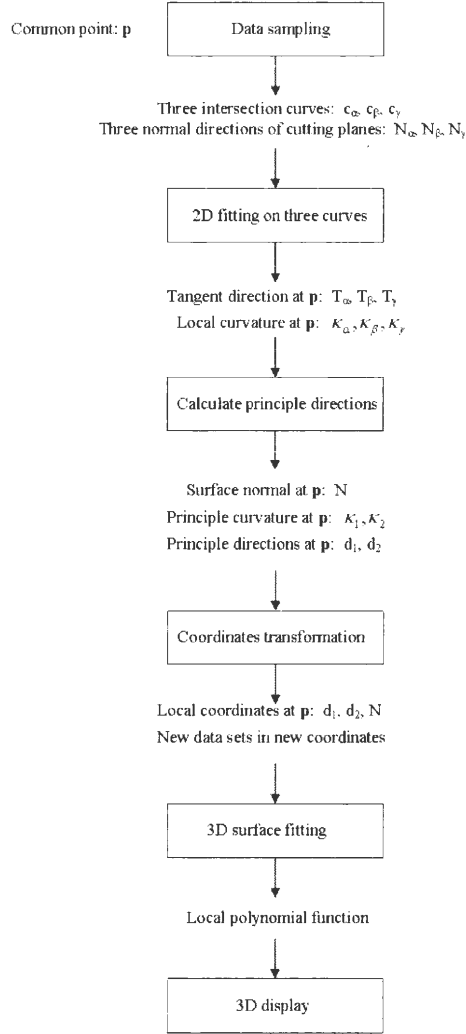 Common point: p
Data sampling
Three intersection curves: cα, cβ, cγ
Three normal directions of cutting planes: Nα, Nβ, Nγ
2D fitting on three curves
Tangent direction at p: Tα, Tβ, Tγ
Local curvature at p: κα, κβ, κγ
Calculate principle directions
Surface normal at p: N
Principle curvature at p: κ1, κ2
Principle directions at p: d1, d2
Coordinates transformation
Local coordinates at p: d1, d2, N
New data sets in new coordinates
3D surface fitting
Local polynomial function
3D display